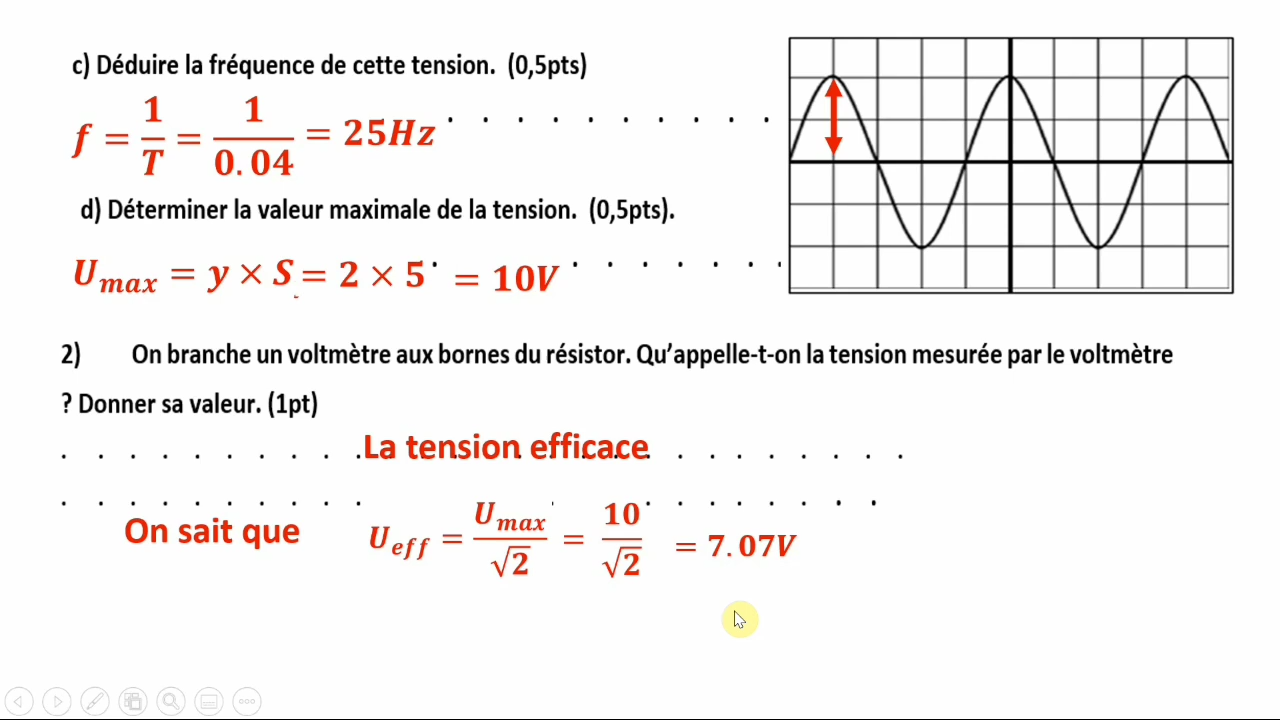 c) Déduire la fréquence de cette tension. (0,5pts)
f = 1/T = 1/0.04 = 25Hz . . . . . . . . . .
d) Déterminer la valeur maximale de la tension. (0,5pts).
U_max = y × S = 2 × 5 = 10V . . . . . . .
2) On branche un voltmètre aux bornes du résistor. Qu’appelle-t-on la tension mesurée par le voltmètre
? Donner sa valeur. (1pt)
. . . . . . . . . . La tension efficace . . . . . . . . .
On sait que U_eff = U_max/√2 = 10/√2 = 7.07V